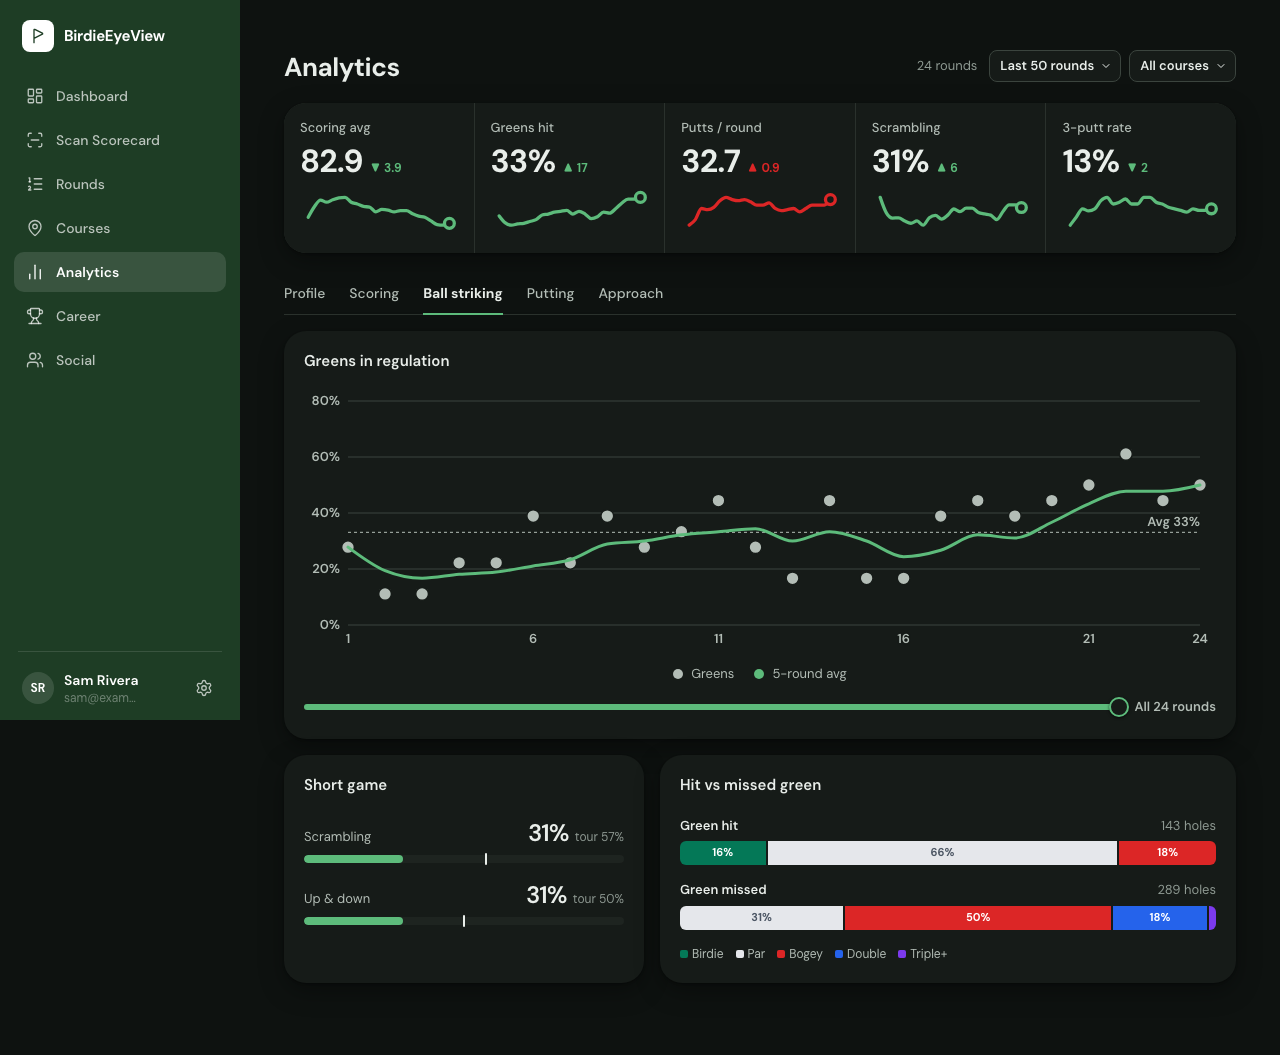 BirdieEyeView
Dashboard
Scan Scorecard
Rounds
Courses
Analytics
Career
Social
SR
Sam Rivera
sam@exam...
Analytics
24 rounds
Last 50 rounds
All courses
Scoring avg
82.9 ▼ 3.9
Greens hit
33% ▲ 17
Putts / round
32.7 ▲ 0.9
Scrambling
31% ▲ 6
3-putt rate
13% ▼ 2
Profile Scoring Ball striking Putting Approach
Greens in regulation
80%
60%
40%
Avg 33%
20%
0%
1 6 11 16 21 24
Greens 5-round avg
All 24 rounds
Short game
Scrambling 31% tour 57%
Up & down 31% tour 50%
Hit vs missed green
Green hit 143 holes
16% 66% 18%
Green missed 289 holes
31% 50% 18%
Birdie Par Bogey Double Triple+